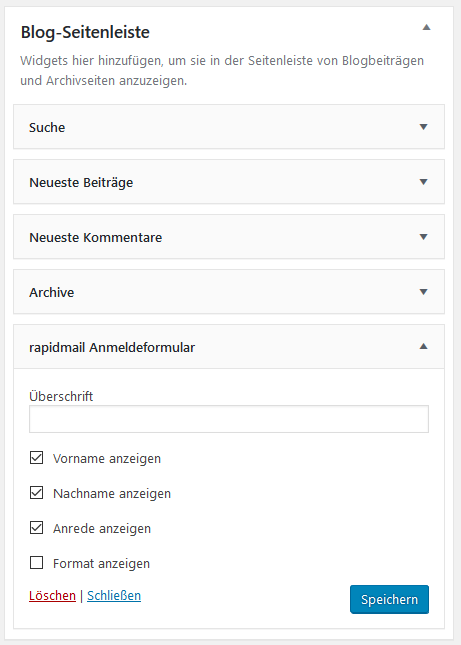 Blog-Seitenleiste
Widgets hier hinzufügen, um sie in der Seitenleiste von Blogbeiträgen
und Archivseiten anzuzeigen.
Suche
Neueste Beiträge
Neueste Kommentare
Archive
rapidmail Anmeldeformular
Überschrift
Vorname anzeigen
Nachname anzeigen
Anrede anzeigen
Format anzeigen
Löschen | Schließen
Speichern